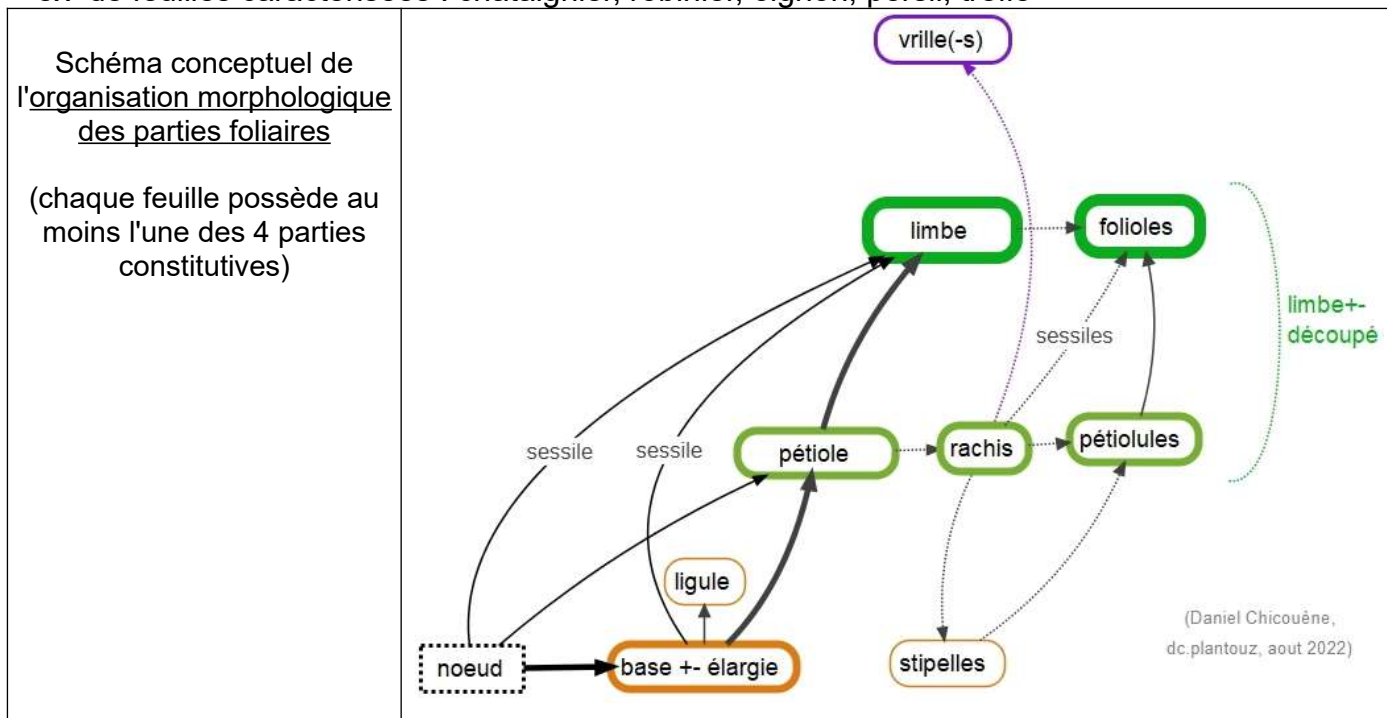 Schéma conceptuel de
l'organisation morphologique
des parties foliaires
(chaque feuille possède au
moins l'une des 4 parties
constitutives)
vrille(-s)
limbe
folioles
limbe+-
découpé
sessiles
sessile
sessile
pétiole
rachis
pétiolules
ligule
(Daniel Chicouêne,
dc.plantouz, aout 2022)
noeud
base +- élargie
stipelles